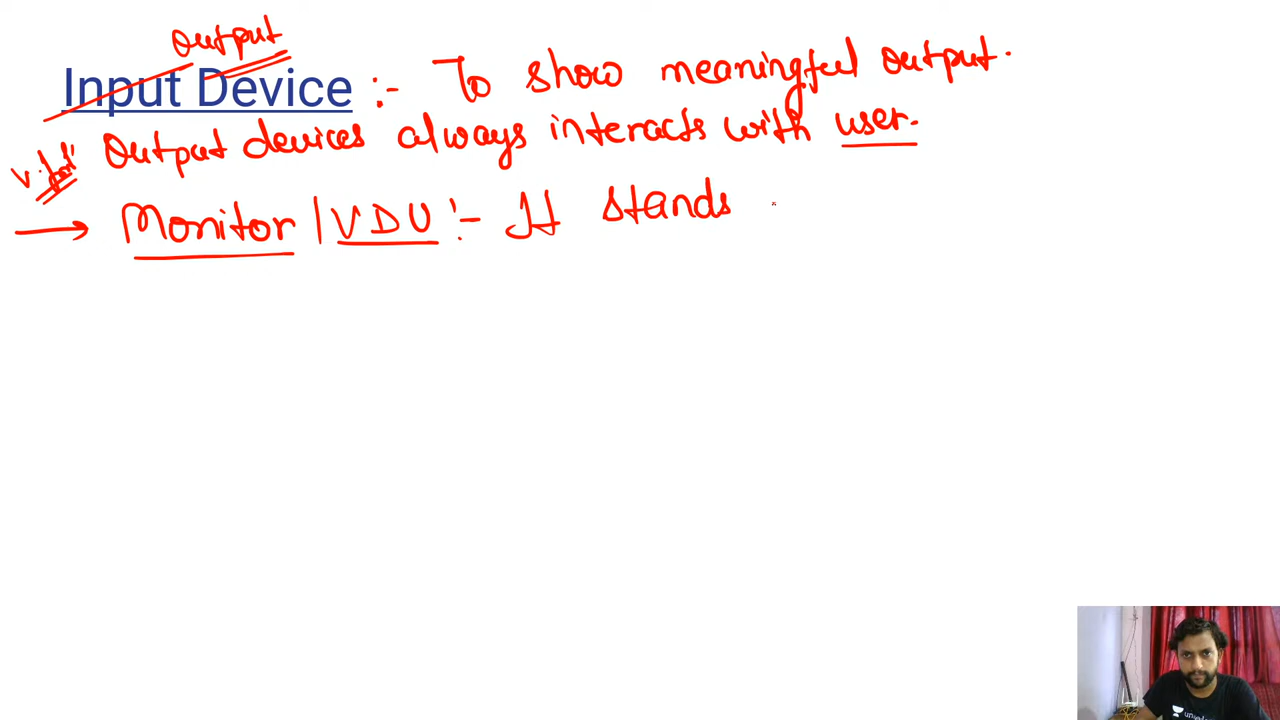 Output
Input Device :- To show meaningful output.
v. Output devices always interacts with user.
→ Monitor | VDU :- It stands